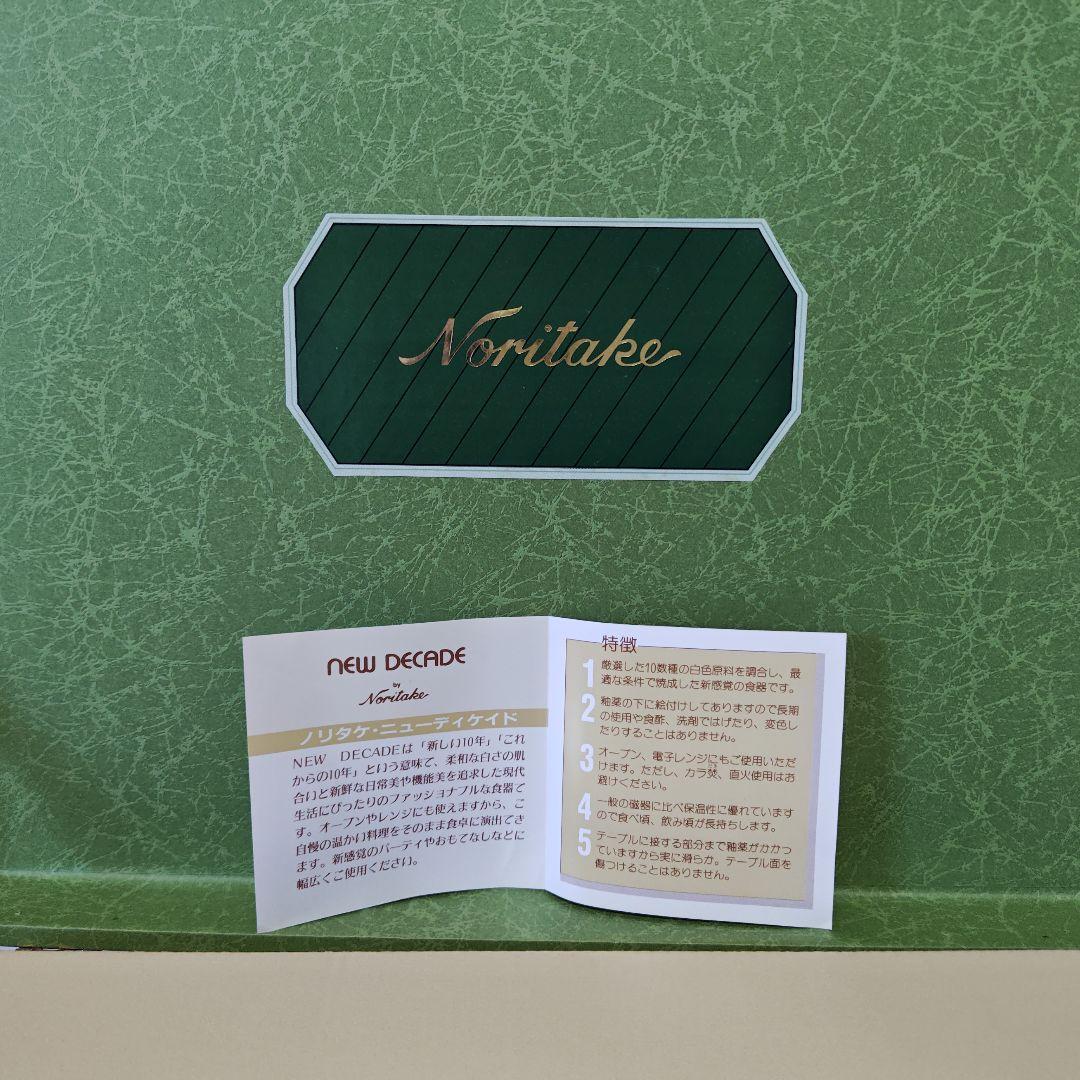 Noritake
NEW DECADE
by
Noritake
ノリタケ・ニューディケイド
NEW DECADEは「新しい10年」「これ
からの10年」という意味で、柔和な白さの肌
合いと新鮮な日常美や機能美を追求した現代
生活にぴったりのファッショナブルな食器で
す。オーブンやレンジにも使えますから、ご
自慢の温かい料理をそのまま食卓に演出でき
ます。新感覚のパーティやおもてなしなどに
幅広くご使用ください。
特徴
1 厳選した10数種の白色原料を調合し、最
適な条件で焼成した新感覚の食器です。
2 釉薬の下に絵付けしてありますので長期
の使用や食酢、洗剤ではげたり、変色し
たりすることはありません。
3 オーブン、電子レンジにもご使用いただ
けます。ただし、カラ焚、直火使用はお
避けください。
4 一般の磁器に比べ保温性に優れています
ので食べ頃、飲み頃が長持ちします。
5 テーブルに接する部分まで釉薬がかかっ
ていますから実に滑らか。テーブル面を
傷つけることはありません。